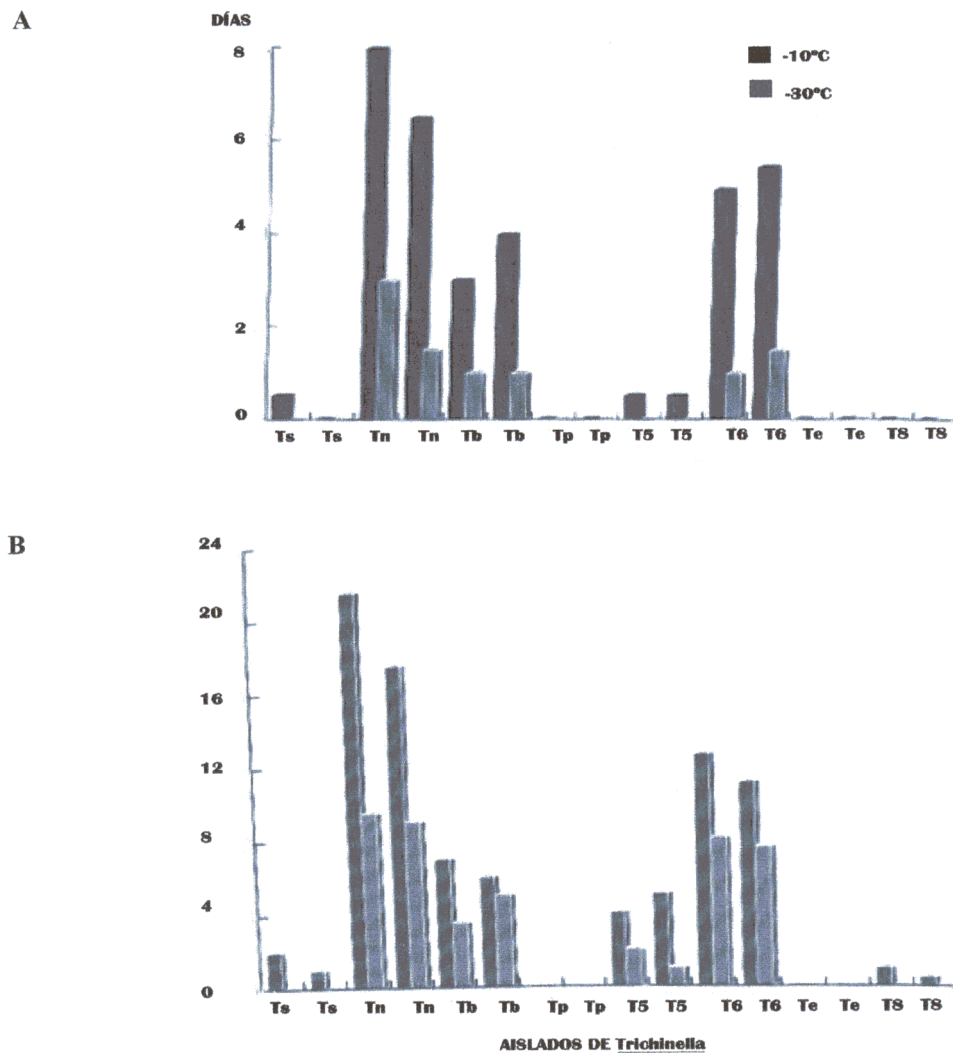 A
DÍAS
8
6
4
2
0
-10°C
-30°C
Ts Ts Tn Tn Tb Tb Tp Tp T5 T5 T6 T6 Te Te T8 T8
B
24
20
16
12
8
4
0
Ts Ts Tn Tn Tb Tb Tp Tp T5 T5 T6 T6 Te Te T8 T8
AISLADOS DE Trichinella